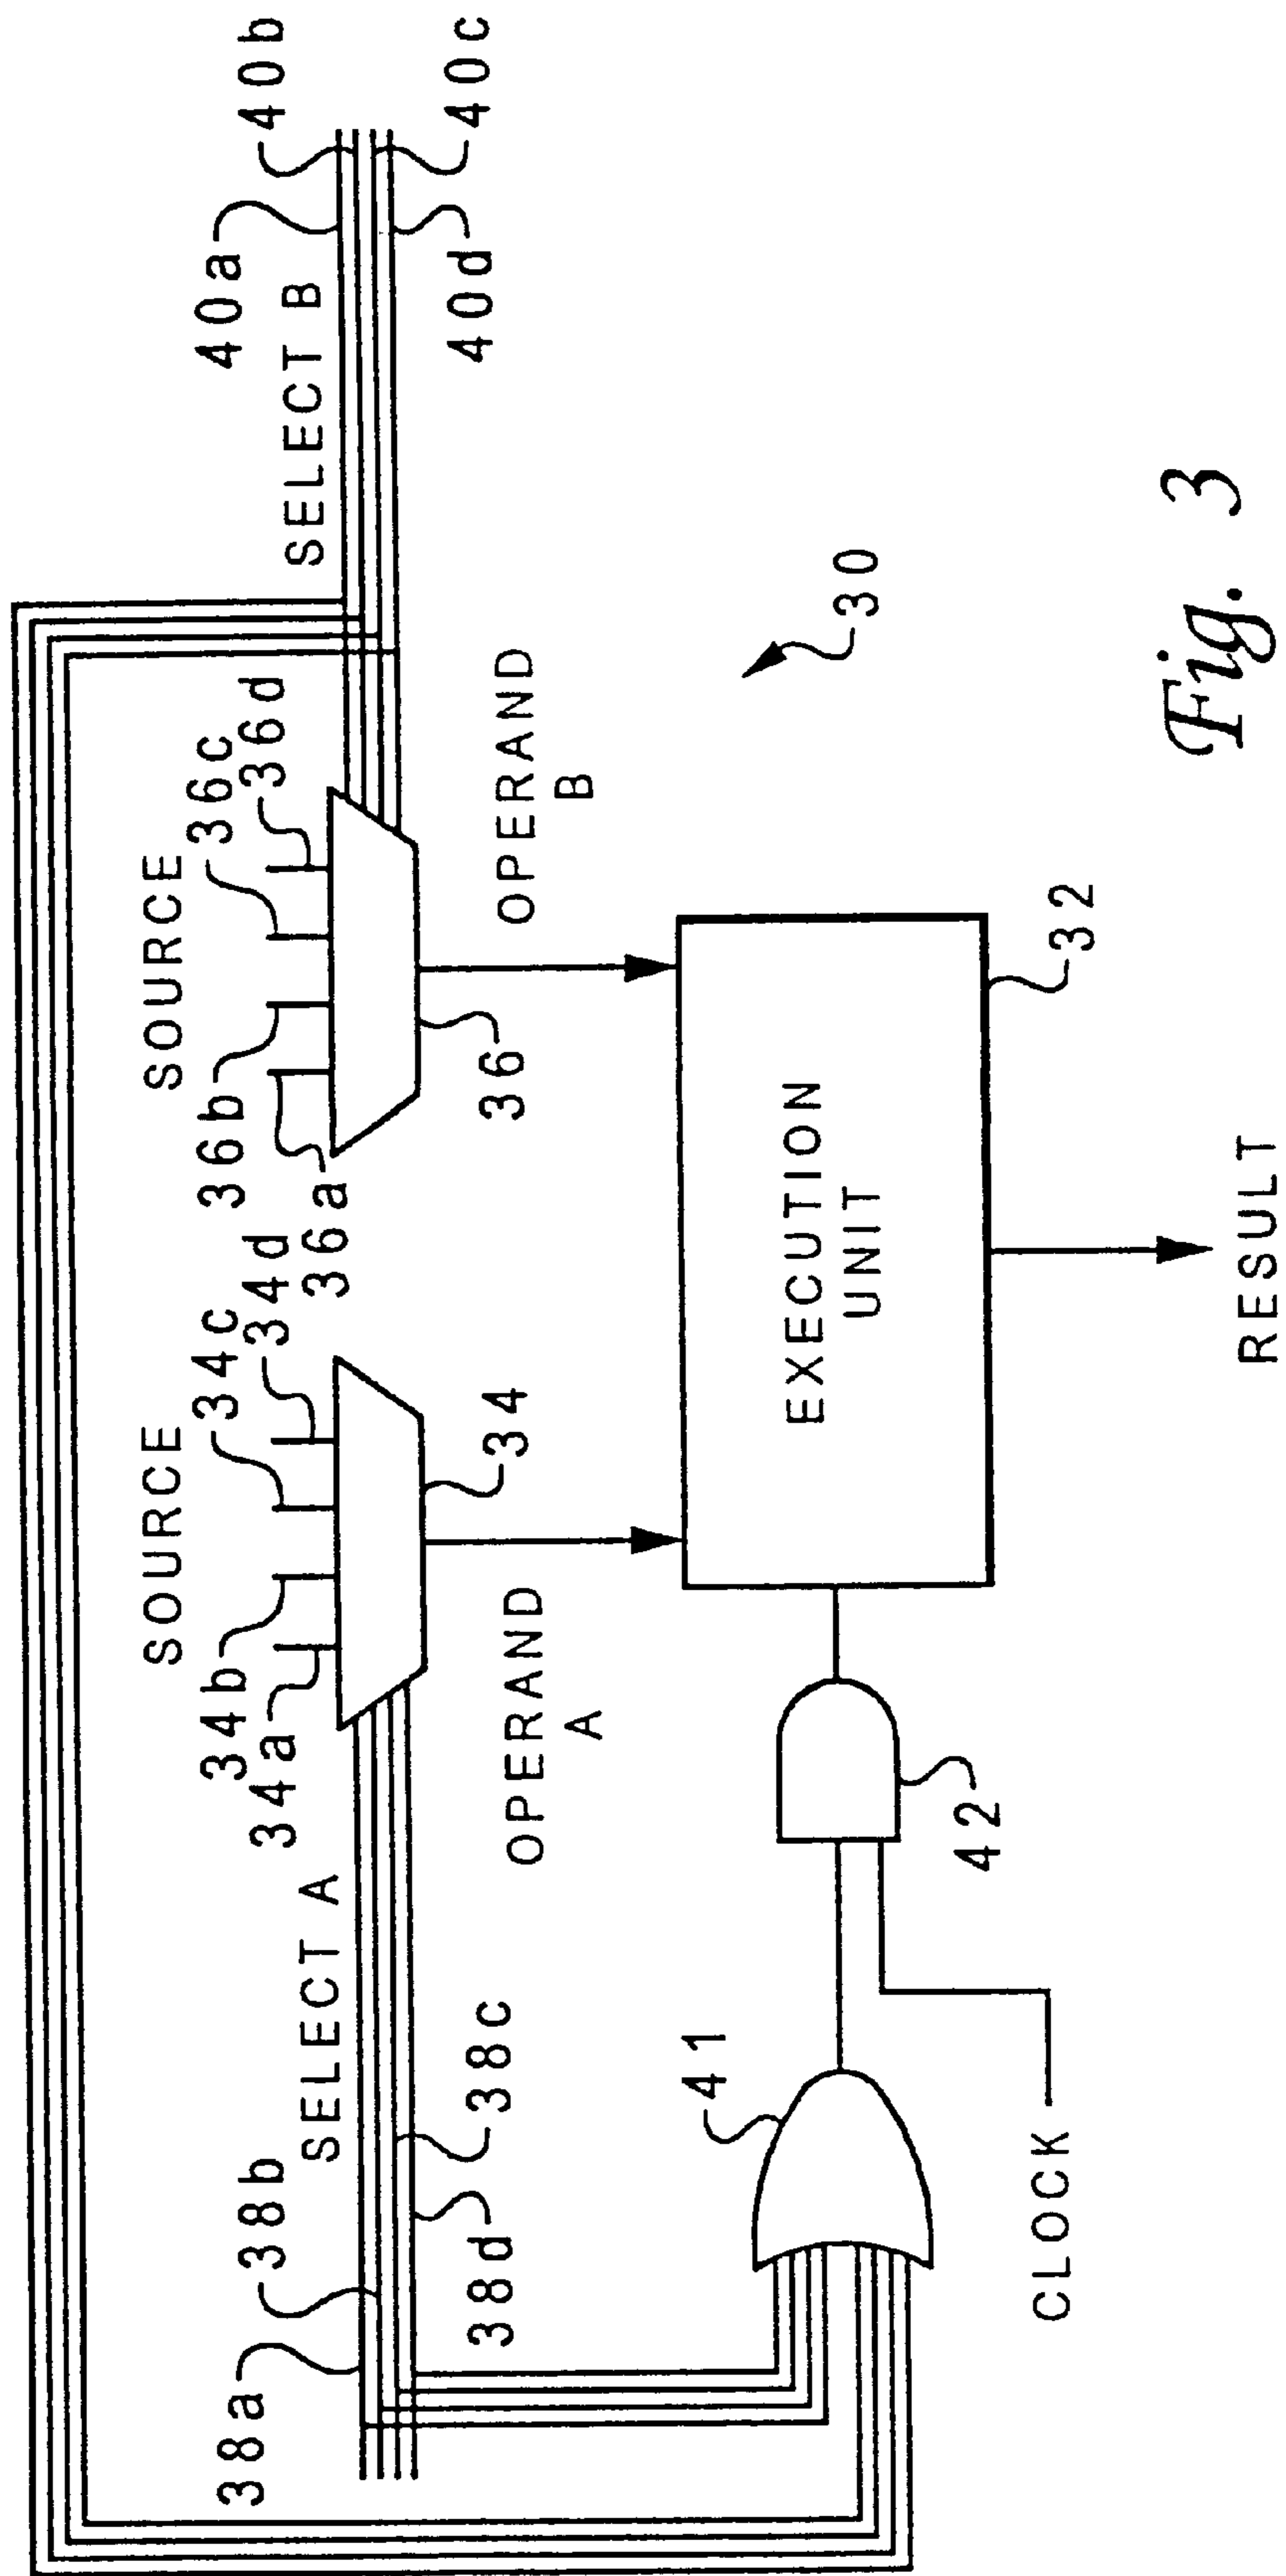 40b
40c
40a
40d
SELECT B
SOURCE
36c
36d
36b
36a
36
OPERAND
B
SOURCE
34c
34d
34b
34a
34
OPERAND
A
SELECT A
38b
38a
38c
38d
30
EXECUTION
UNIT
32
42
41
CLOCK
RESULT
Fig. 3